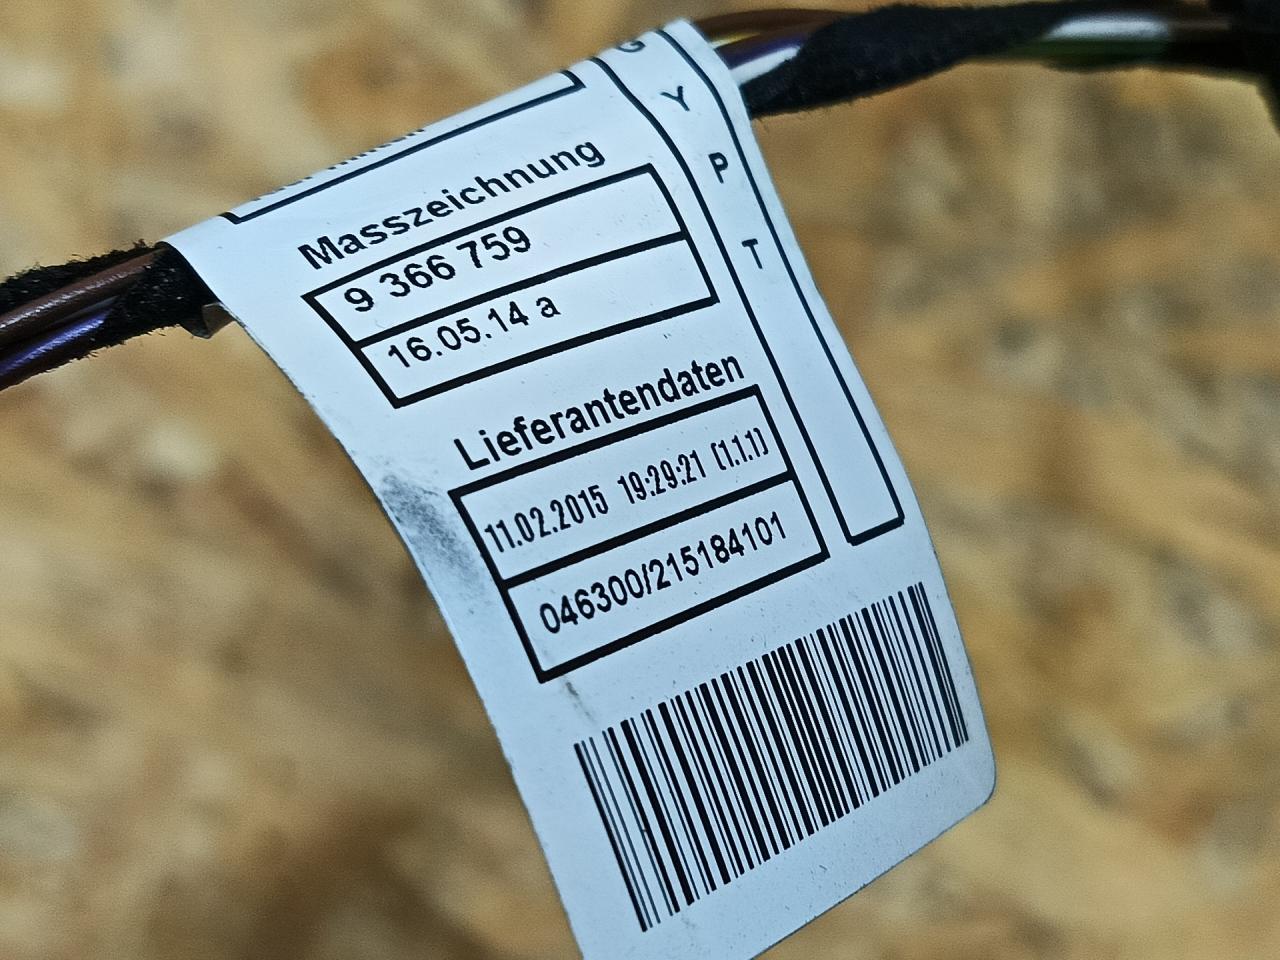 Masszeichnung
9 366 759
16.05.14 a
Lieferantendaten
11.02.2015 19:29:21 (1.1.1)
046300/215184101
G
Y
P
T